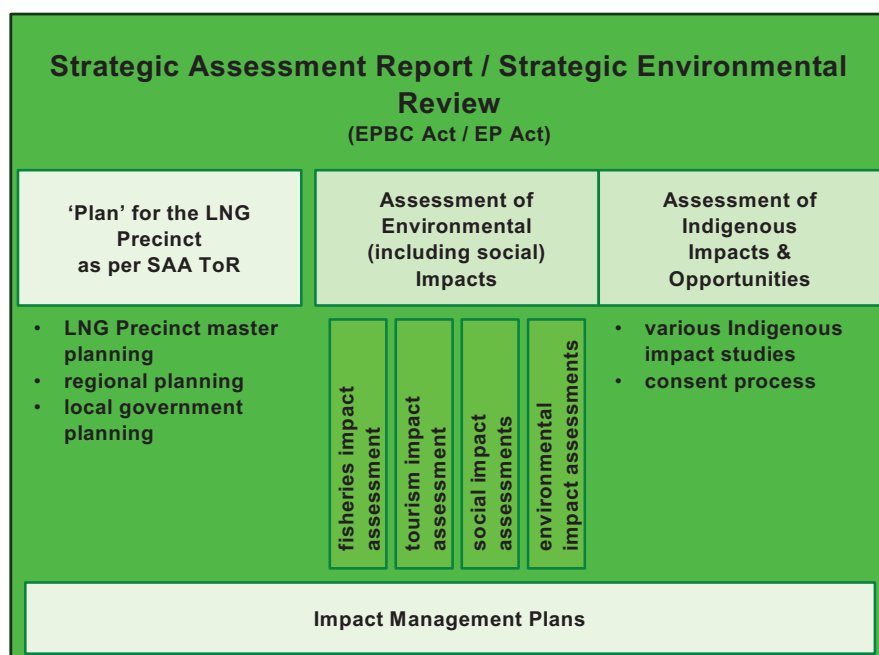 Strategic Assessment Report / Strategic Environmental
Review
(EPBC Act / EP Act)
‘Plan’ for the LNG
Precinct
as per SAA ToR
Assessment of
Environmental
(including social)
Impacts
Assessment of
Indigenous
Impacts &
Opportunities
• LNG Precinct master
planning
• regional planning
• local government
planning
fisheries impact
assessment
tourism impact
assessment
social impact
assessments
environmental
impact assessments
• various Indigenous
impact studies
• consent process
Impact Management Plans